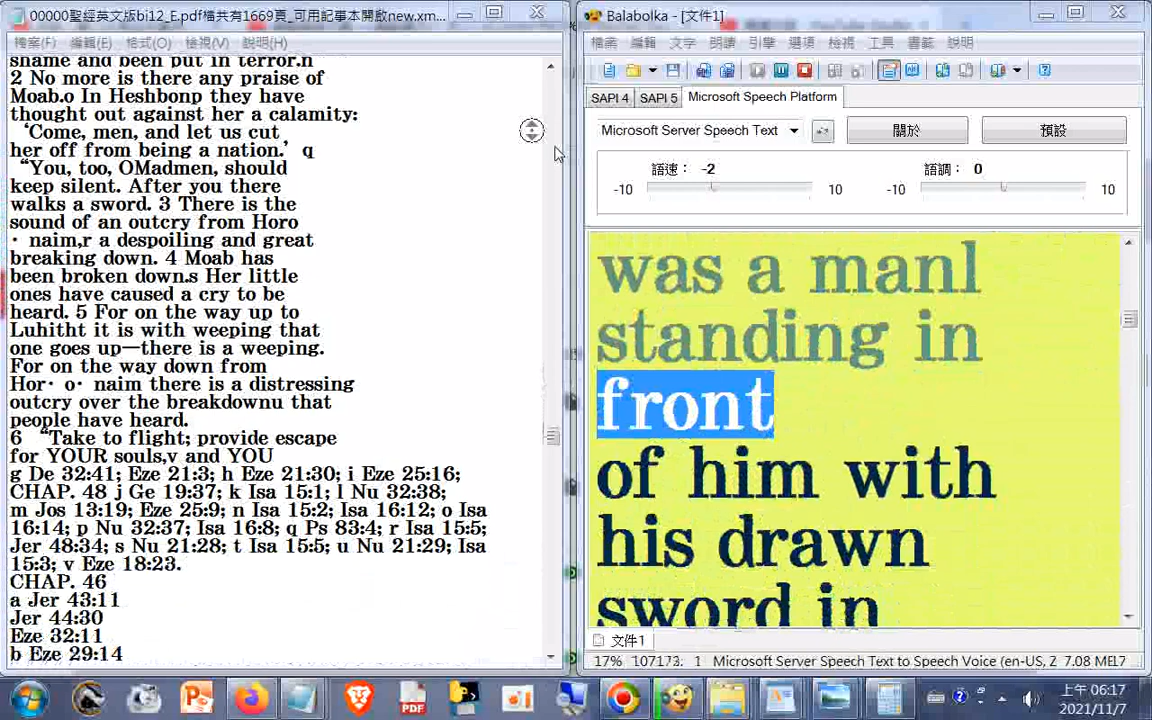 00000聖經英文版bi12_E.pdf檔共有1669頁_可用記事本開啟new.xm...
檔案(F) 編輯(E) 格式(O) 檢視(V) 說明(H)
shame and been put in terror.n
2 No more is there any praise of
Moab.o In Heshbonp they have
thought out against her a calamity:
‘Come, men, and let us cut
her off from being a nation.’ q
“You, too, OMadmen, should
keep silent. After you there
walks a sword. 3 There is the
sound of an outcry from Horo
· naim,r a despoiling and great
breaking down. 4 Moab has
been broken down.s Her little
ones have caused a cry to be
heard. 5 For on the way up to
Luhitht it is with weeping that
one goes up—there is a weeping.
For on the way down from
Hor· o· naim there is a distressing
outcry over the breakdownu that
people have heard.
6 “Take to flight; provide escape
for YOUR souls,v and YOU
g De 32:41; Eze 21:3; h Eze 21:30; i Eze 25:16;
CHAP. 48 j Ge 19:37; k Isa 15:1; l Nu 32:38;
m Jos 13:19; Eze 25:9; n Isa 15:2; Isa 16:12; o Isa
16:14; p Nu 32:37; Isa 16:8; q Ps 83:4; r Isa 15:5;
Jer 48:34; s Nu 21:28; t Isa 15:5; u Nu 21:29; Isa
15:3; v Eze 18:23.
CHAP. 46
a Jer 43:11
Jer 44:30
Eze 32:11
b Eze 29:14
Balabolka - [文件1]
檔案 編輯 文字 朗讀 引擎 選項 檢視 工具 書籤 說明
SAPI 4 SAPI 5 Microsoft Speech Platform
Microsoft Server Speech Text 關於 預設
語速: -2 語調: 0
-10 10 -10 10
was a manl
standing in
front
of him with
his drawn
sword in
文件1
17% 107173: 1 Microsoft Server Speech Text to Speech Voice (en-US, Z 7.08 MEL7
PDF
上午 06:17
2021/11/7